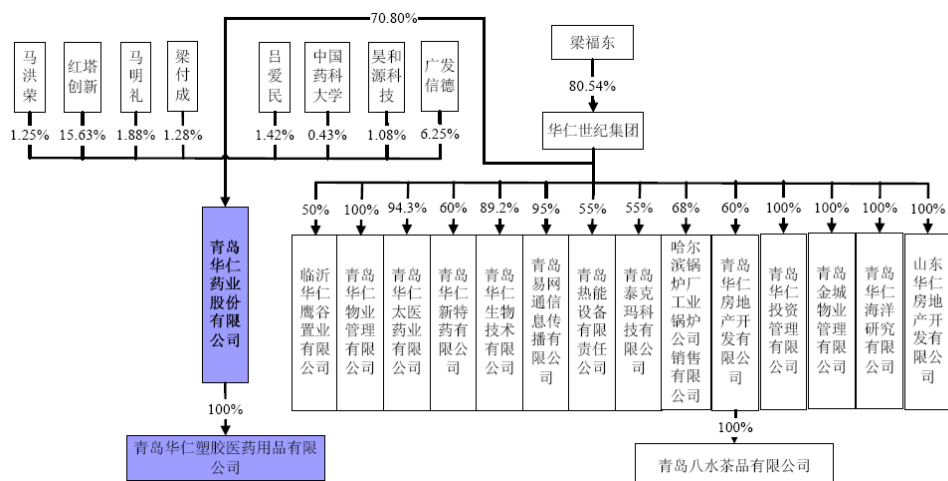 70.80%
马洪荣
红塔创新
马明礼
梁付成
吕爱民
中国药科大学
昊和源科技
广发信德
梁福东
1.25%
15.63%
1.88%
1.28%
1.42%
0.43%
1.08%
6.25%
80.54%
华仁世纪集团
50%
100%
94.3%
60%
89.2%
95%
55%
55%
68%
60%
100%
100%
100%
100%
青岛
华仁
药业
股份
有限
公司
临沂
华仁
鹰谷
置业
有限
公司
青岛
华仁
物业
管理
有限
公司
青岛
华仁
太医
药业
有限
公司
青岛
华仁
新特
药有
限公
司
青岛
华仁
生物
技术
有限
公司
青岛
易网
通信
息传
播有
限公
司
青岛
热能
设备
有限
责任
公司
青岛
泰克
玛科
技有
限公
司
哈尔
滨锅
炉厂
工业
锅炉
公司
销售
有限
公司
青岛
华仁
房地
产开
发有
限公
司
青岛
华仁
投资
管理
有限
公司
青岛
金城
物业
管理
有限
公司
青岛
华仁
海洋
研究
有限
公司
山东
华仁
房地
产开
发有
限公
司
100%
100%
青岛华仁塑胶医药用品有限
公司
青岛八水茶品有限公司